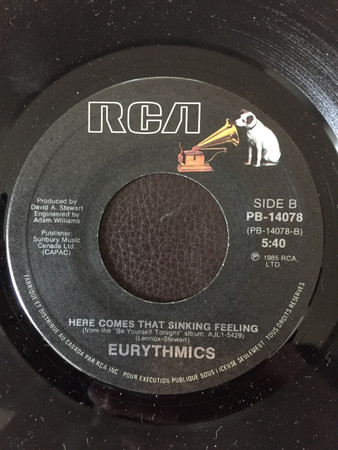 RCA
Produced by
David A. Stewart
Engineered by
Adam Williams
Publisher:
Sunbury Music
Canada Ltd.
(CAPAC)
SIDE B
PB-14078
(PB-14078-B)
5:40
℗ 1985 RCA,
LTD.
HERE COMES THAT SINKING FEELING
(from the "Be Yourself Tonight" album, AJL1-5429)
(Lennox-Stewart)
EURYTHMICS
FABRIQUÉ ET DISTRIBUÉ AU CANADA PAR RCA INC. POUR EXÉCUTION PUBLIQUE SOUS LICENSE SEULEMENT. TOUS DROITS RÉSERVÉS